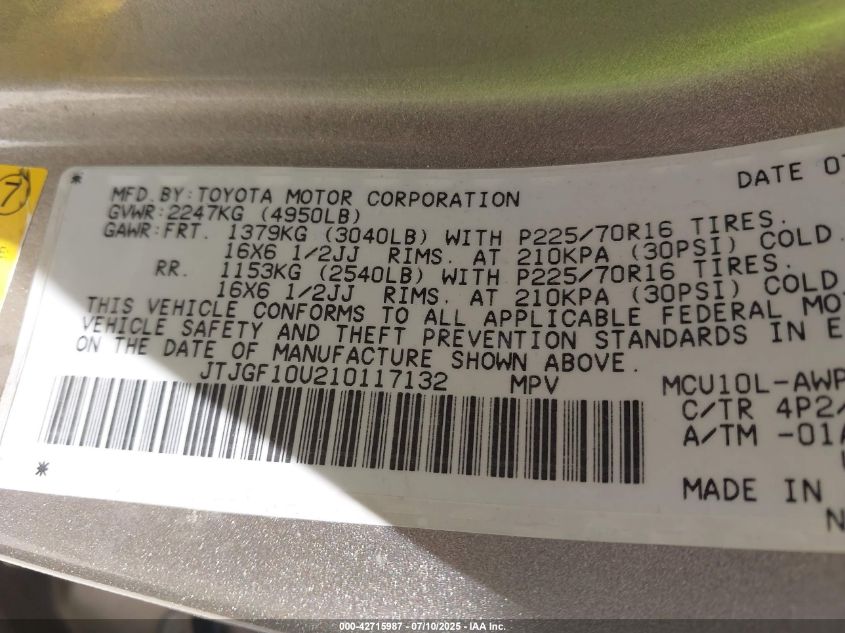 7
E
*
DATE 07
MFD.BY:TOYOTA MOTOR CORPORATION
GVWR:2247KG (4950LB)
GAWR:FRT. 1379KG (3040LB) WITH P225/70R16 TIRES.
16X6 1/2JJ RIMS. AT 210KPA (30PSI) COLD.
RR. 1153KG (2540LB) WITH P225/70R16 TIRES.
16X6 1/2JJ RIMS. AT 210KPA (30PSI) COLD
THIS VEHICLE CONFORMS TO ALL APPLICABLE FEDERAL MO
VEHICLE SAFETY AND THEFT PREVENTION STANDARDS IN E
ON THE DATE OF MANUFACTURE SHOWN ABOVE.
JTJGF10U210117132 MPV MCU10L-AWP
C/TR 4P2/
A/TM -01A
*
MADE IN
N
000-42715987 - 07/10/2025 - IAA Inc.